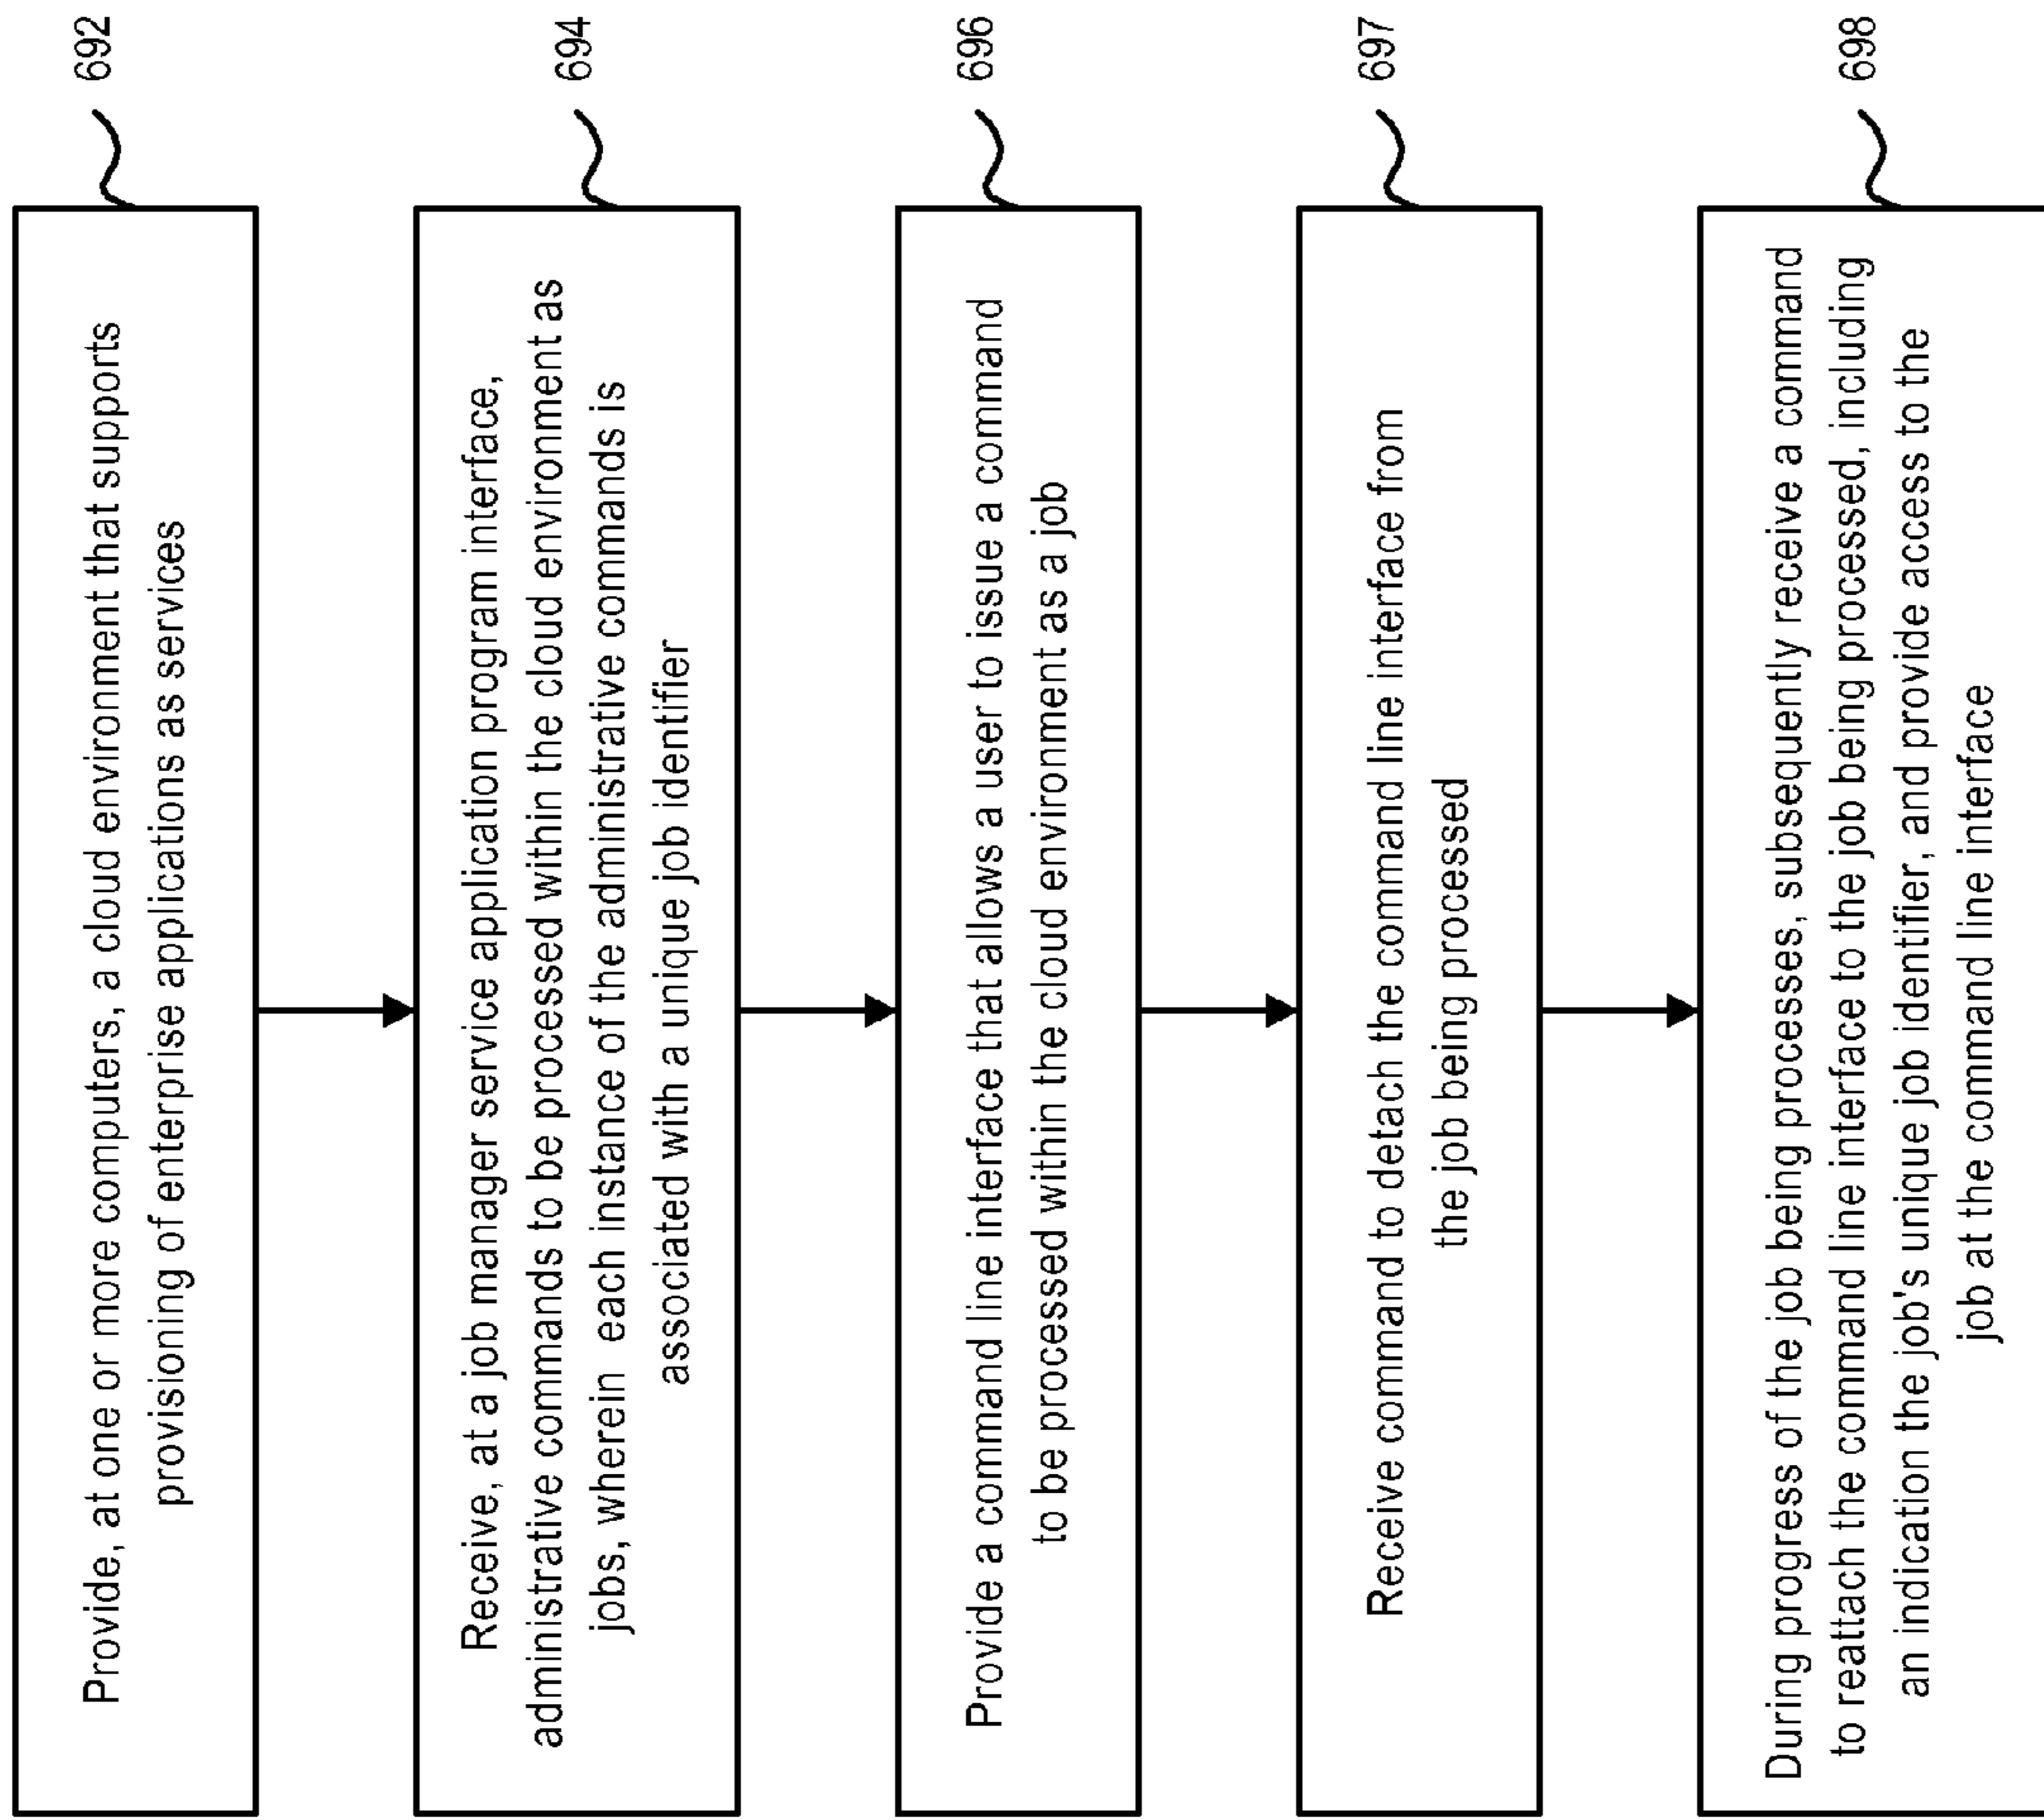 Provide, at one or more computers, a cloud environment that supports
provisioning of enterprise applications as services
692
Receive, at a job manager service application program interface,
administrative commands to be processed within the cloud environment as
jobs, wherein each instance of the administrative commands is
associated with a unique job identifier
694
Provide a command line interface that allows a user to issue a command
to be processed within the cloud environment as a job
696
Receive command to detach the command line interface from
the job being processed
697
During progress of the job being processes, subsequently receive a command
to reattach the command line interface to the job being processed, including
an indication the job's unique job identifier, and provide access to the
job at the command line interface
698